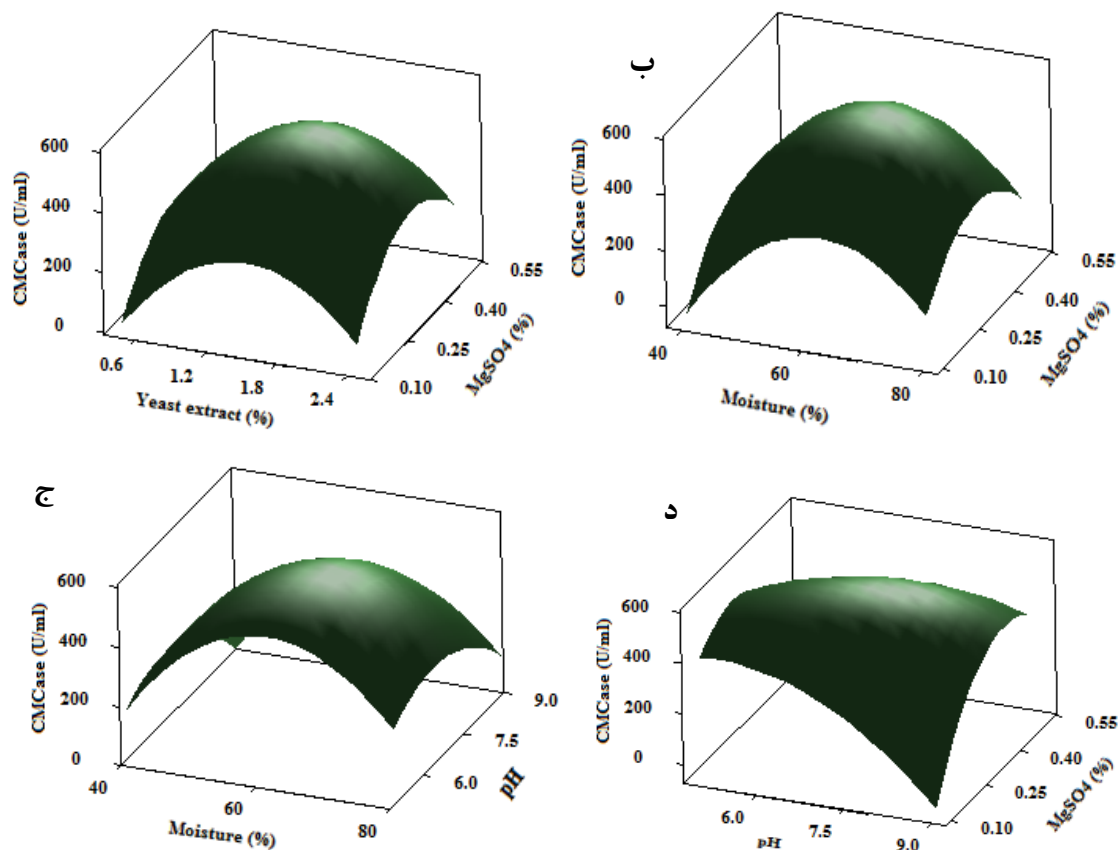 600
400
200
0
CMCase (U/ml)
0.6
1.2
1.8
2.4
Yeast extract (%)
0.10
0.25
0.40
0.55
MgSO4 (%)
ب
600
400
200
0
CMCase (U/ml)
40
60
80
Moisture (%)
0.10
0.25
0.40
0.55
MgSO4 (%)
ج
600
400
200
0
CMCase (U/ml)
40
60
80
Moisture (%)
6.0
7.5
9.0
pH
د
600
400
200
0
CMCase (U/ml)
6.0
7.5
9.0
pH
0.10
0.25
0.40
0.55
MgSO4 (%)